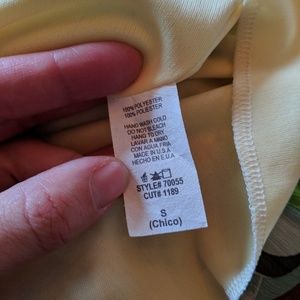 100% POLYESTER
100% POLIESTER
HAND WASH COLD
DO NOT BLEACH
HANG TO DRY
LAVAR A MANO
CON AGUA FRIA
MADE IN U.S.A
HECHO EN E.U.A
STYLE# 70055
CUT# 1189
S
(Chico)